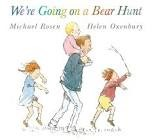 We're Going on a Bear Hunt
Michael Rosen Helen Oxenbury